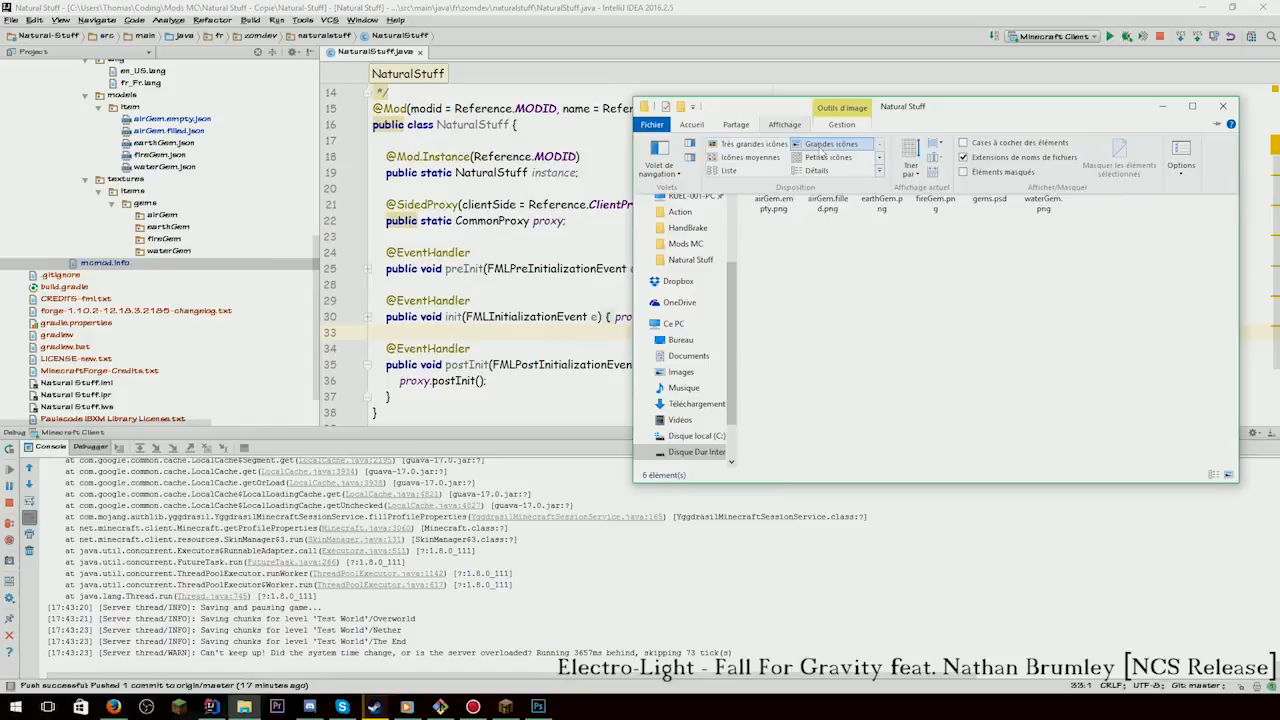 Natural Stuff - [C:\Users\Thomas\Coding\Mods MC\Natural Stuff - Copie\Natural-Stuff] - [Natural Stuff] - ...\src\main\java\fr\zomdev\naturalstuff\NaturalStuff.java - IntelliJ IDEA 2016.2.5
File Edit View Navigate Code Analyze Refactor Build Run Tools VCS Window Help
Natural-Stuff src main java fr zomdev naturalstuff NaturalStuff
Minecraft Client
Project
NaturalStuff.java
lang
en_US.lang
fr_Fr.lang
models
item
airGem.empty.json
airGem.filled.json
earthGem.json
fireGem.json
waterGem.json
textures
items
gems
airGem
earthGem
fireGem
waterGem
mcmod.info
.gitignore
build.gradle
CREDITS-fml.txt
forge-1.10.2-12.18.3.2185-changelog.txt
gradle.properties
gradlew
gradlew.bat
LICENSE-new.txt
MinecraftForge-Credits.txt
Natural Stuff.iml
Natural Stuff.ipr
Natural Stuff.iws
Paulscode IBXM Library License.txt
NaturalStuff
14 */
15 @Mod(modid = Reference.MODID, name = Refer
16 public class NaturalStuff {
17
18 @Mod.Instance(Reference.MODID)
19 public static NaturalStuff instance;
20
21 @SidedProxy(clientSide = Reference.ClientPr
22 public static CommonProxy proxy;
23
24 @EventHandler
25 public void preInit(FMLPreInitializationEvent
29 @EventHandler
30 public void init(FMLInitializationEvent e) { pro
33
34 @EventHandler
35 public void postInit(FMLPostInitializationEven
36 proxy.postInit();
37 }
38 }
Outils d'image Natural Stuff
Fichier Accueil Partage Affichage Gestion
Volet de navigation
Volets
Très grandes icônes Grandes icônes
Icônes moyennes Petites icônes
Liste Détails
Disposition
Trier par
Affichage actuel
Cases à cocher des éléments
Extensions de noms de fichiers
Éléments masqués
Masquer les éléments sélectionnés
Afficher/Masquer
Options
RUEL-001-PC
Action
HandBrake
Mods MC
Natural Stuff
Dropbox
OneDrive
Ce PC
Bureau
Documents
Images
Musique
Téléchargement
Vidéos
Disque local (C:)
Disque Dur Inter
airGem.empty.png airGem.filled.png earthGem.png fireGem.png gems.psd waterGem.png
6 élément(s)
Debug Minecraft Client
Console Debugger
at com.google.common.cache.LocalCache$Segment.get(LocalCache.java:2195) [guava-17.0.jar:?]
at com.google.common.cache.LocalCache.get(LocalCache.java:3934) [guava-17.0.jar:?]
at com.google.common.cache.LocalCache.getOrLoad(LocalCache.java:3938) [guava-17.0.jar:?]
at com.google.common.cache.LocalCache$LocalLoadingCache.get(LocalCache.java:4821) [guava-17.0.jar:?]
at com.google.common.cache.LocalCache$LocalLoadingCache.getUnchecked(LocalCache.java:4827) [guava-17.0.jar:?]
at com.mojang.authlib.yggdrasil.YggdrasilMinecraftSessionService.fillProfileProperties(YggdrasilMinecraftSessionService.java:165) [YggdrasilMinecraftSessionService.class:?]
at net.minecraft.client.Minecraft.getProfileProperties(Minecraft.java:3060) [Minecraft.class:?]
at net.minecraft.client.resources.SkinManager$3.run(SkinManager.java:131) [SkinManager$3.class:?]
at java.util.concurrent.Executors$RunnableAdapter.call(Executors.java:511) [?:1.8.0_111]
at java.util.concurrent.FutureTask.run(FutureTask.java:266) [?:1.8.0_111]
at java.util.concurrent.ThreadPoolExecutor.runWorker(ThreadPoolExecutor.java:1142) [?:1.8.0_111]
at java.util.concurrent.ThreadPoolExecutor$Worker.run(ThreadPoolExecutor.java:617) [?:1.8.0_111]
at java.lang.Thread.run(Thread.java:745) [?:1.8.0_111]
[17:43:20] [Server thread/INFO]: Saving and pausing game...
[17:43:21] [Server thread/INFO]: Saving chunks for level 'Test World'/Overworld
[17:43:23] [Server thread/INFO]: Saving chunks for level 'Test World'/Nether
[17:43:23] [Server thread/INFO]: Saving chunks for level 'Test World'/The End
[17:43:23] [Server thread/WARN]: Can't keep up! Did the system time change, or is the server overloaded? Running 3657ms behind, skipping 73 tick(s)
Electro-Light - Fall For Gravity feat. Nathan Brumley [NCS Release]
Push successful: Pushed 1 commit to origin/master (17 minutes ago)
33:1 CRLF: UTF-8: Git: master: